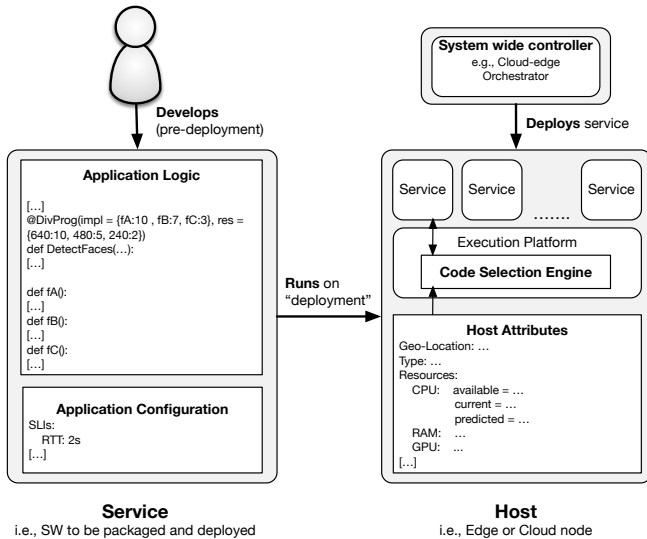 Develops
(pre-deployment)
Application Logic
[…]
@DivProg(impl = {fA:10 , fB:7, fC:3}, res =
{640:10, 480:5, 240:2})
def DetectFaces(…):
[…]
def fA():
[…]
def fB():
[…]
def fC():
[…]
Application Configuration
SLIs:
RTT: 2s
[…]
Service
i.e., SW to be packaged and deployed
Runs on
“deployment”
System wide controller
e.g., Cloud-edge
Orchestrator
Deploys service
Service Service ……. Service
Execution Platform
Code Selection Engine
Host Attributes
Geo-Location: …
Type: …
Resources:
CPU: available = …
current = …
predicted = …
RAM: …
GPU: ...
[…]
Host
i.e., Edge or Cloud node